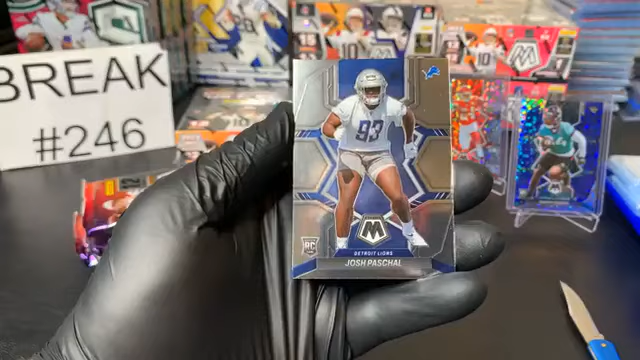 BREAK
#246
93
M
RC
DETROIT LIONS
JOSH PASCHAL